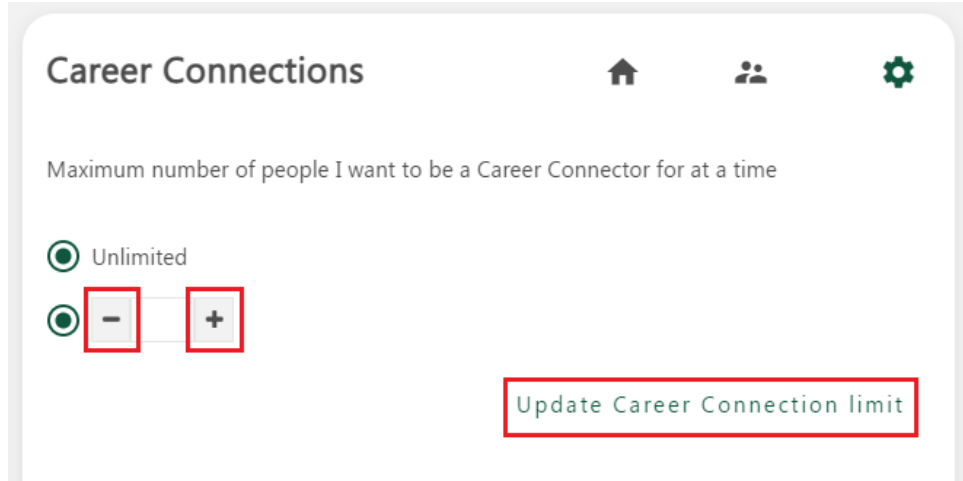 Career Connections
Maximum number of people I want to be a Career Connector for at a time
Unlimited
− +
Update Career Connection limit